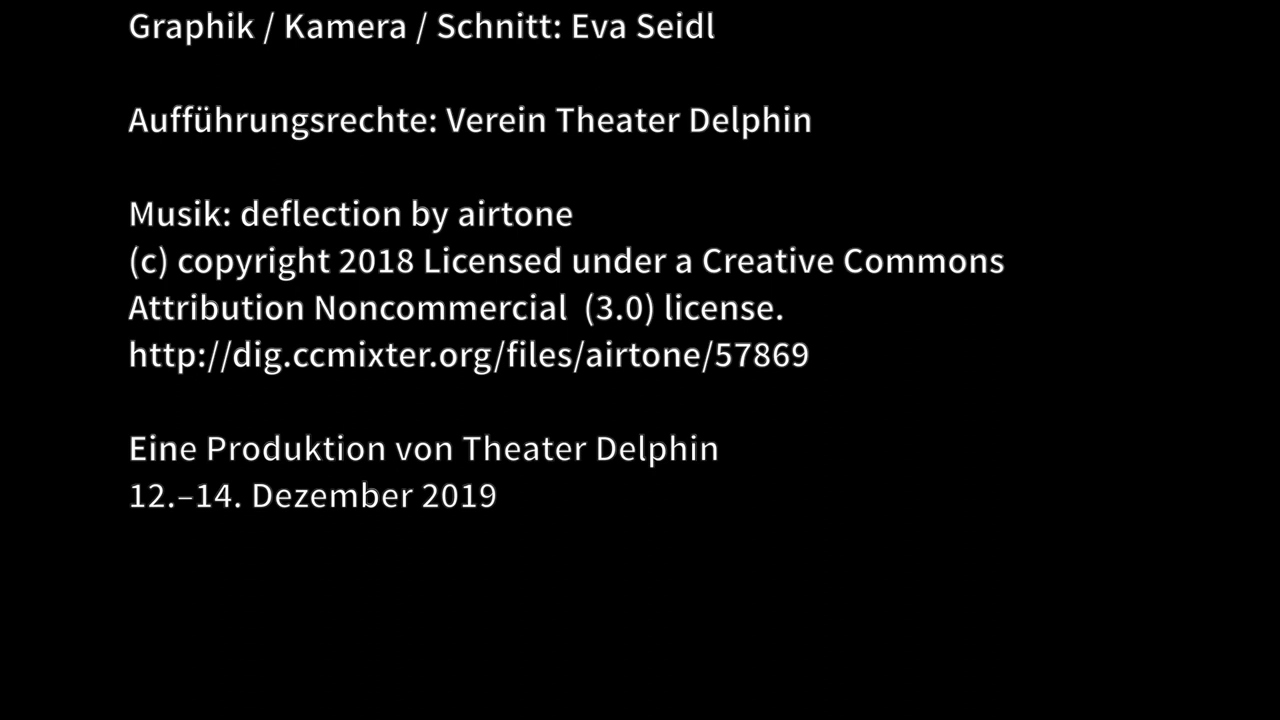 Graphik / Kamera / Schnitt: Eva Seidl
Aufführungsrechte: Verein Theater Delphin
Musik: deflection by airtone
(c) copyright 2018 Licensed under a Creative Commons
Attribution Noncommercial  (3.0) license.
http://dig.ccmixter.org/files/airtone/57869
Eine Produktion von Theater Delphin
12.–14. Dezember 2019